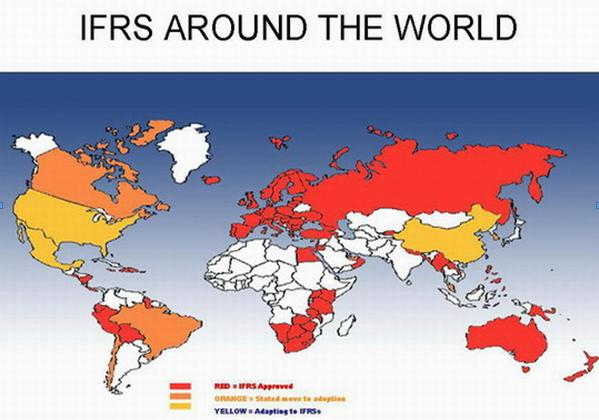 IFRS AROUND THE WORLD
RED = IFRS Approved
ORANGE = Stated move to adoption
YELLOW = Adapting to IFRSs